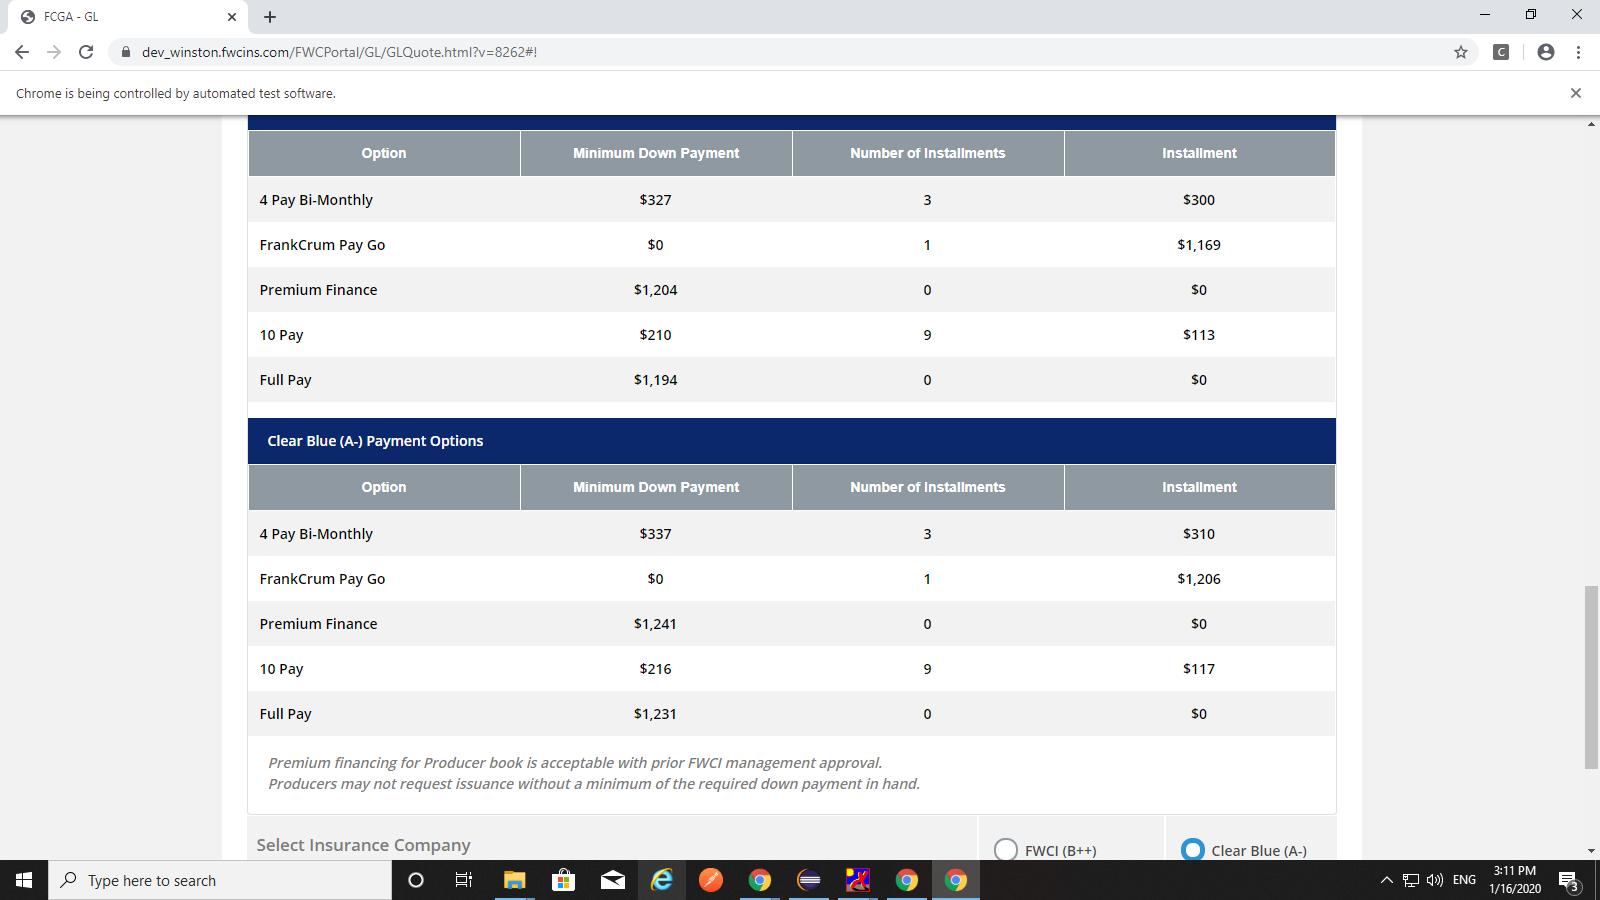 FCGA - GL
dev_winston.fwcins.com/FWCPortal/GL/GLQuote.html?v=8262#!
C
Chrome is being controlled by automated test software.
Option Minimum Down Payment Number of Installments Installment
4 Pay Bi-Monthly $327 3 $300
FrankCrum Pay Go $0 1 $1,169
Premium Finance $1,204 0 $0
10 Pay $210 9 $113
Full Pay $1,194 0 $0
Clear Blue (A-) Payment Options
Option Minimum Down Payment Number of Installments Installment
4 Pay Bi-Monthly $337 3 $310
FrankCrum Pay Go $0 1 $1,206
Premium Finance $1,241 0 $0
10 Pay $216 9 $117
Full Pay $1,231 0 $0
Premium financing for Producer book is acceptable with prior FWCI management approval.
Producers may not request issuance without a minimum of the required down payment in hand.
Select Insurance Company FWCI (B++) Clear Blue (A-)
Type here to search
ENG
3:11 PM
1/16/2020
3